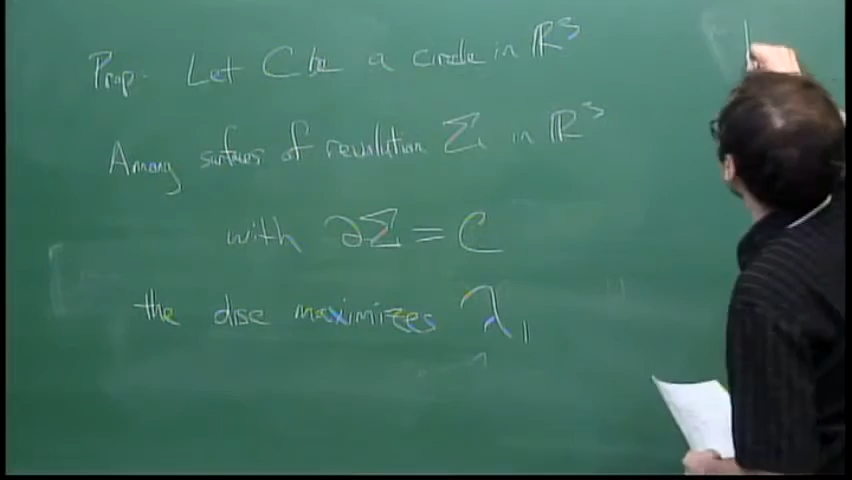 Prop. Let C be a circle in ℝ³
Among surfaces of revolution Σ in ℝ³
with ∂Σ = C
the disc maximizes λ₁